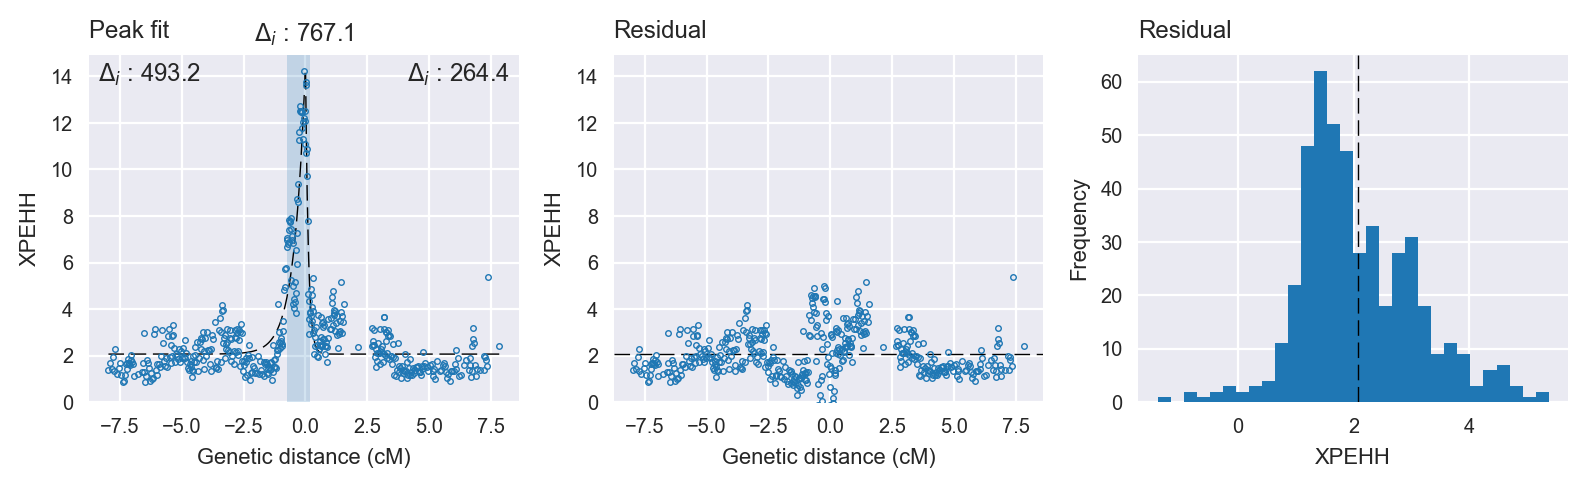 Peak fit
Δi : 767.1
Δi : 493.2
Δi : 264.4
XPEHH
14
12
10
8
6
4
2
0
−7.5 −5.0 −2.5 0.0 2.5 5.0 7.5
Genetic distance (cM)
Residual
XPEHH
14
12
10
8
6
4
2
0
−7.5 −5.0 −2.5 0.0 2.5 5.0 7.5
Genetic distance (cM)
Residual
Frequency
60
50
40
30
20
10
0
0 2 4
XPEHH